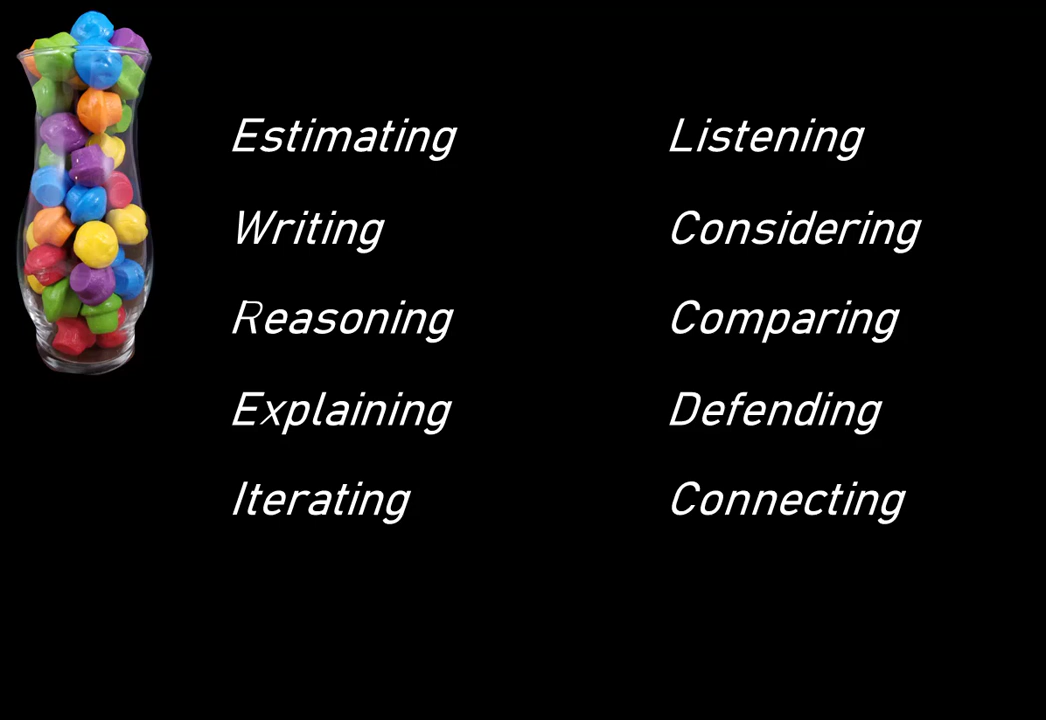 Estimating
Writing
Reasoning
Explaining
Iterating
Listening
Considering
Comparing
Defending
Connecting